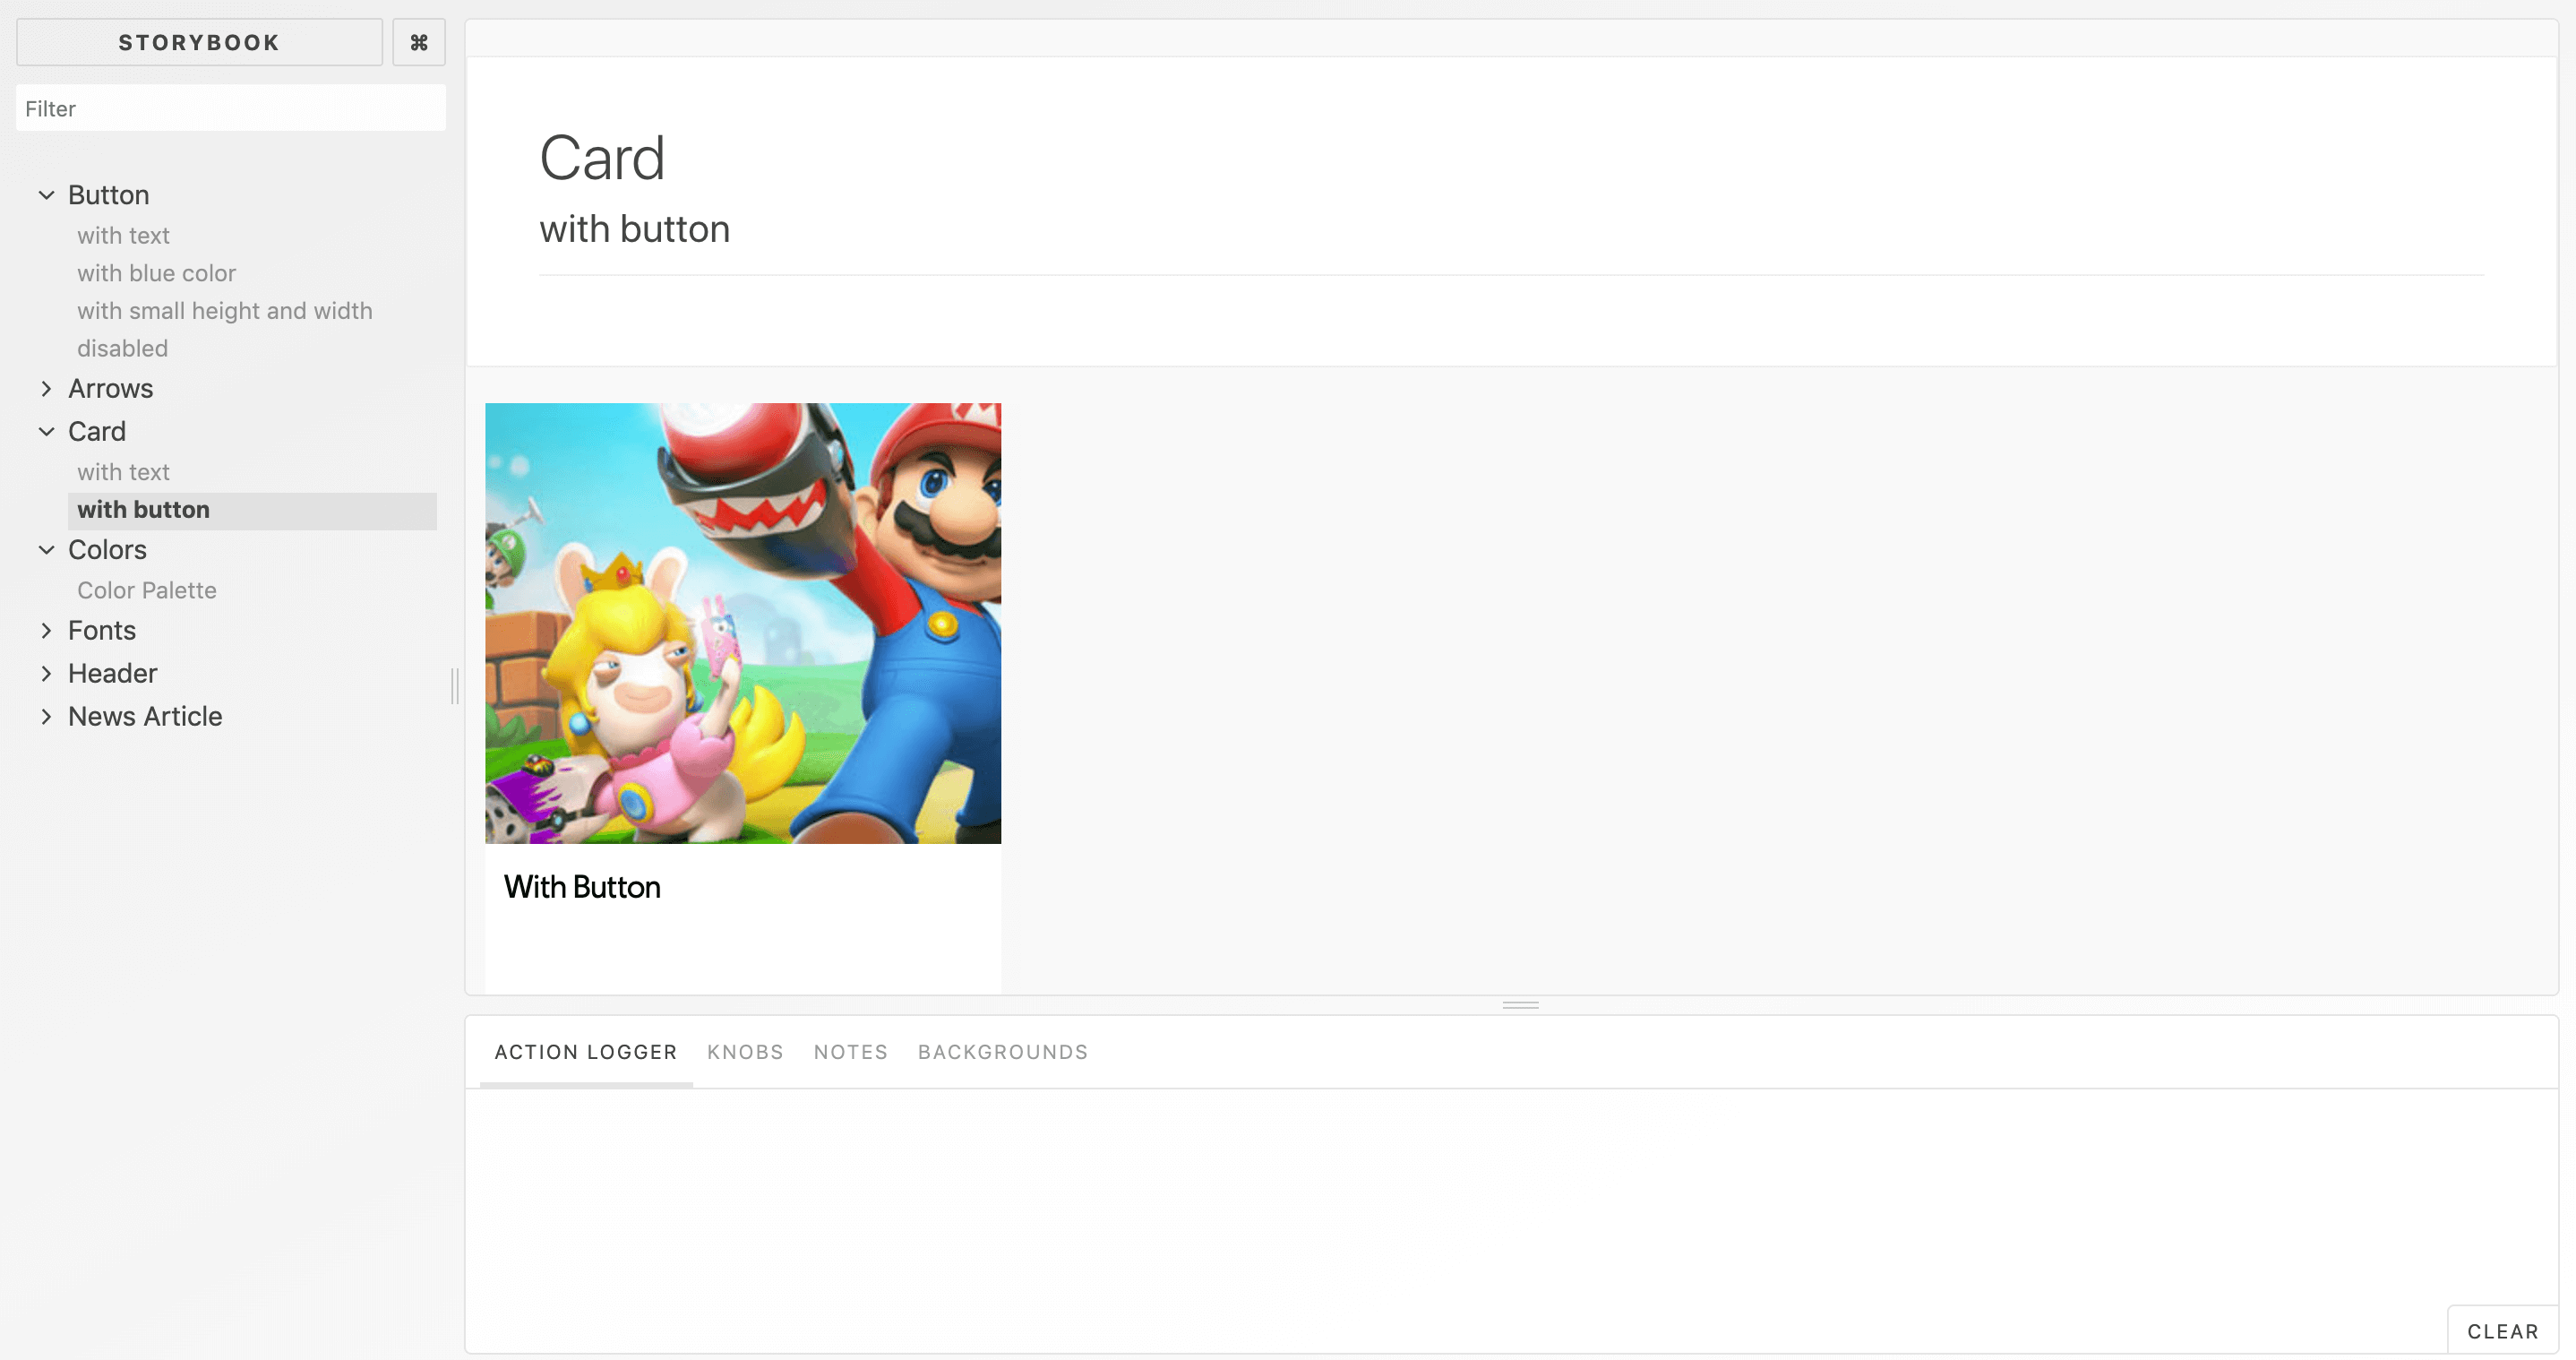 STORYBOOK
⌘
Filter
Button
with text
with blue color
with small height and width
disabled
Arrows
Card
with text
with button
Colors
Color Palette
Fonts
Header
News Article
Card
with button
With Button
ACTION LOGGER KNOBS NOTES BACKGROUNDS
CLEAR